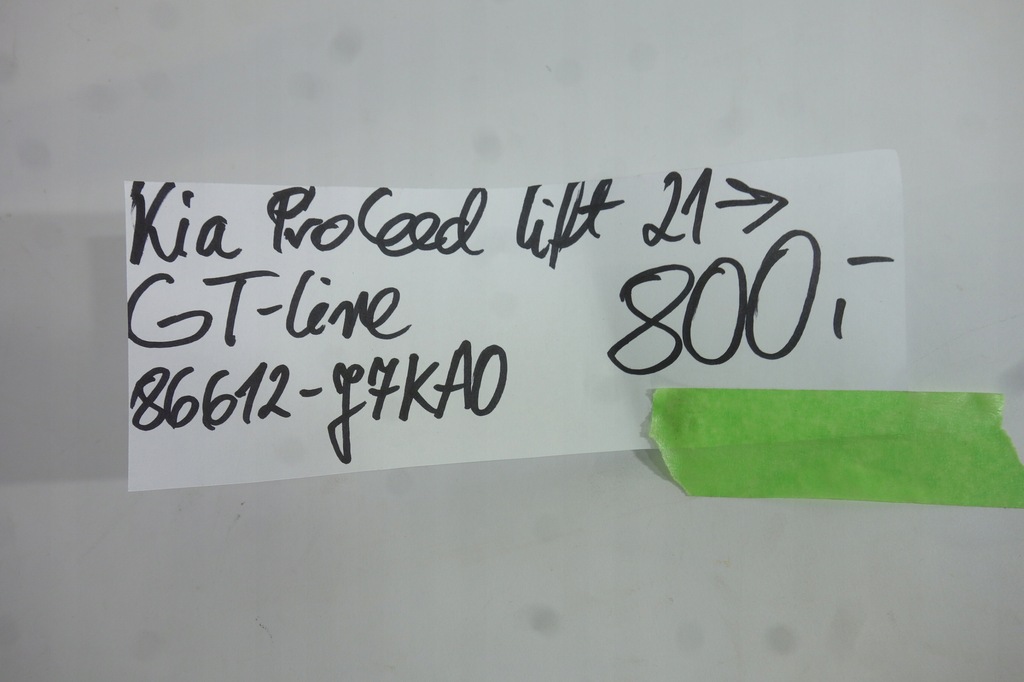 Kia ProCeed lift 21→
GT-line
800,-
86612-J7KA0